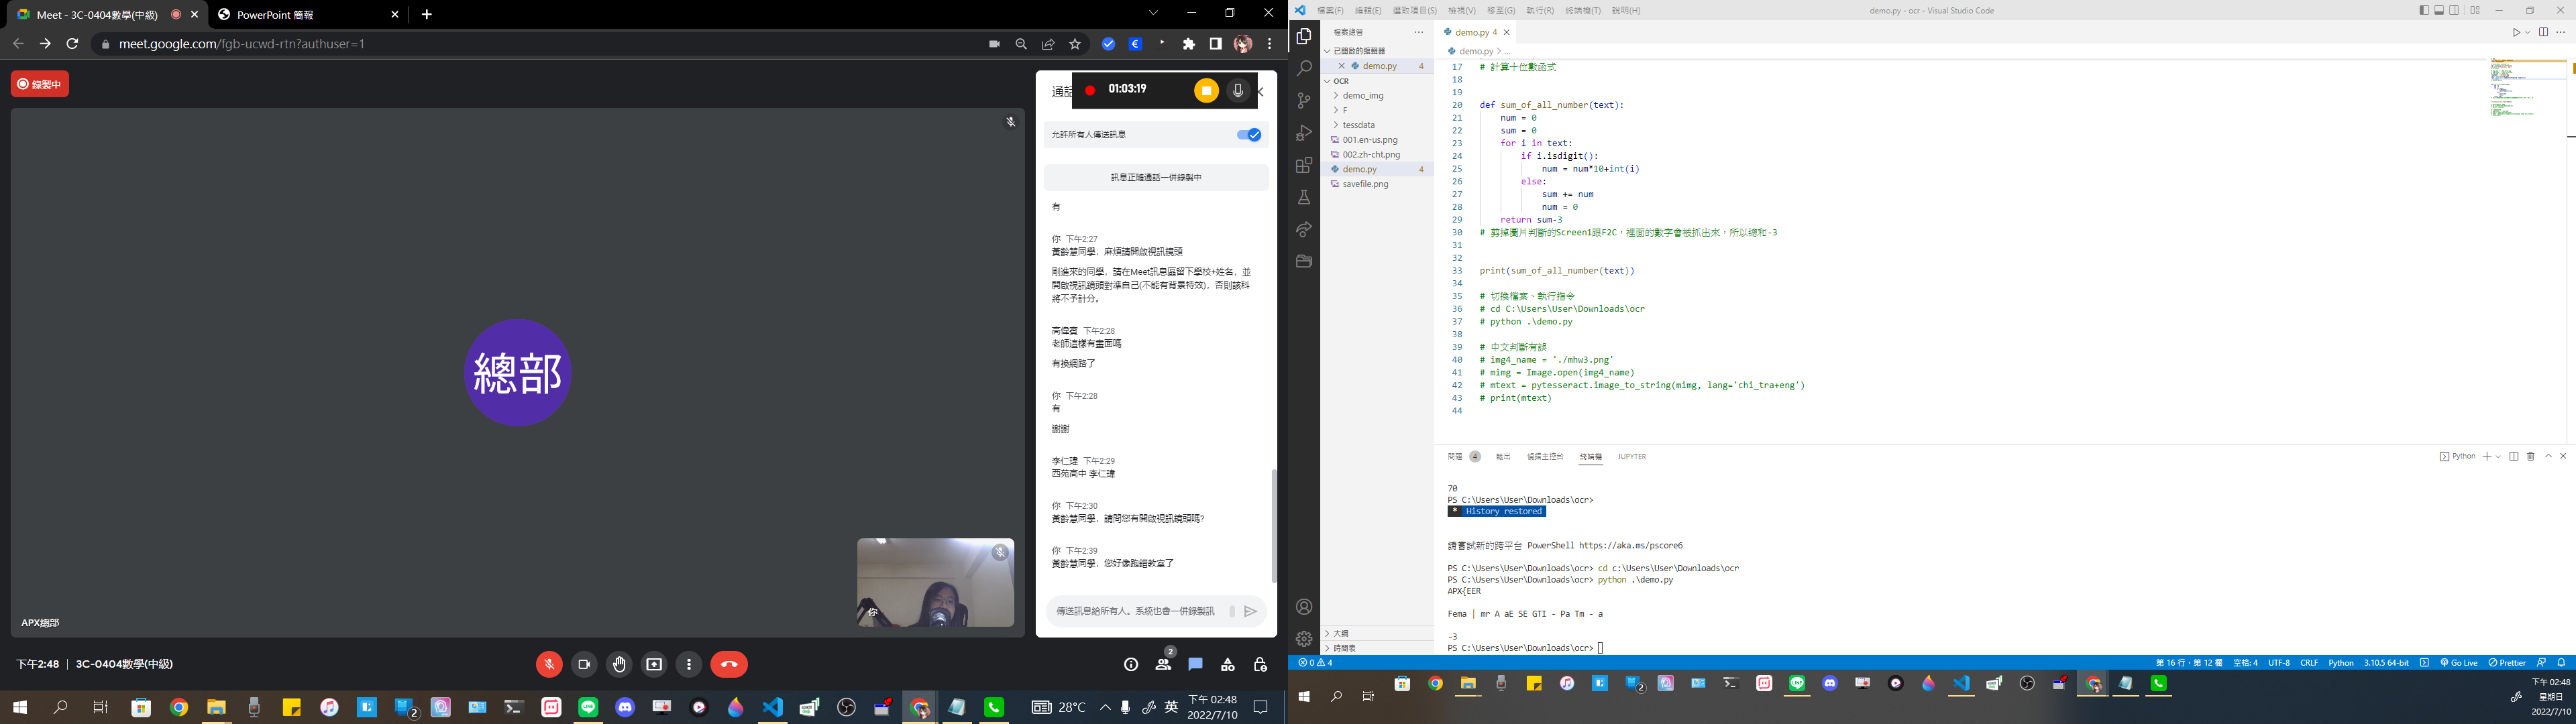 Meet - 3C-0404數學(中級)
PowerPoint 簡報
meet.google.com/fgb-ucwd-rtn?authuser=1
錄製中
通話
01:03:19
允許所有人傳送訊息
訊息正隨通話一併錄製中
有
你 下午2:27
黃齡慧同學，麻煩請開啟視訊鏡頭
剛進來的同學，請在Meet訊息區留下學校+姓名，並
開啟視訊鏡頭對準自己(不能有背景特效)，否則該科
將不予計分。
高偉賓 下午2:28
老師這樣有畫面嗎
有換網路了
你 下午2:28
有
謝謝
李仁瑋 下午2:29
西苑高中 李仁瑋
你 下午2:30
黃齡慧同學，請問您有開啟視訊鏡頭嗎?
你 下午2:39
黃齡慧同學，您好像跑錯教室了
傳送訊息給所有人。系統也會一併錄製訊
總部
你
APX總部
下午2:48 | 3C-0404數學(中級)
2
2
28°C
英
下午 02:48
2022/7/10
檔案(F) 編輯(E) 選取項目(S) 檢視(V) 移至(G) 執行(R) 終端機(T) 說明(H)
demo.py - ocr - Visual Studio Code
檔案總管
已開啟的編輯器
demo.py 4
OCR
demo_img
F
tessdata
001.en-us.png
002.zh-cht.png
demo.py 4
savefile.png
大綱
時間表
demo.py 4
demo.py > ...
17 # 計算十位數函式
18
19
20 def sum_of_all_number(text):
21 num = 0
22 sum = 0
23 for i in text:
24 if i.isdigit():
25 num = num*10+int(i)
26 else:
27 sum += num
28 num = 0
29 return sum-3
30 # 剪掉圖片判斷的Screen1跟F2C，裡面的數字會被抓出來，所以總和-3
31
32
33 print(sum_of_all_number(text))
34
35 # 切換檔案、執行指令
36 # cd C:\Users\User\Downloads\ocr
37 # python .\demo.py
38
39 # 中文判斷有誤
40 # img4_name = './mhw3.png'
41 # mimg = Image.open(img4_name)
42 # mtext = pytesseract.image_to_string(mimg, lang='chi_tra+eng')
43 # print(mtext)
44
問題 4 輸出 偵錯主控台 終端機 JUPYTER
Python
70
PS C:\Users\User\Downloads\ocr>
* History restored
請嘗試新的跨平台 PowerShell https://aka.ms/pscore6
PS C:\Users\User\Downloads\ocr> cd c:\Users\User\Downloads\ocr
PS C:\Users\User\Downloads\ocr> python .\demo.py
APX{EER
Fema | mr A aE SE GTI - Pa Tm - a
-3
PS C:\Users\User\Downloads\ocr>
0 4
第 16 行，第 12 欄 空格: 4 UTF-8 CRLF Python 3.10.5 64-bit Go Live Prettier
2
下午 02:48
星期日
2022/7/10